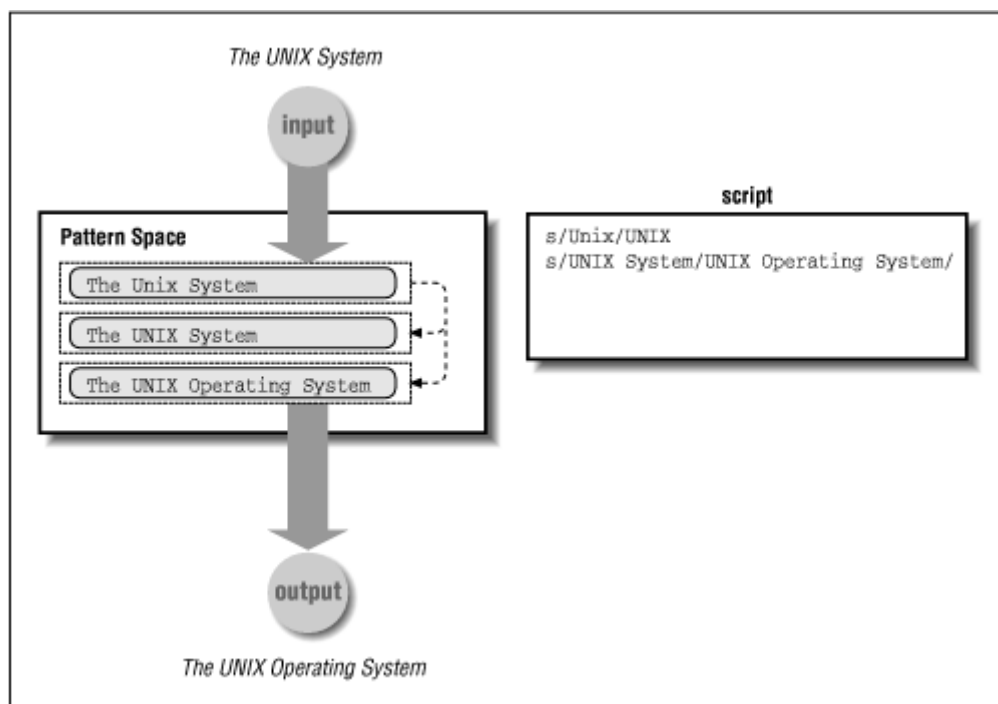 The UNIX System
input
Pattern Space
The Unix System
The UNIX System
The UNIX Operating System
script
s/Unix/UNIX
s/UNIX System/UNIX Operating System/
output
The UNIX Operating System